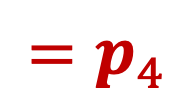 = p₄